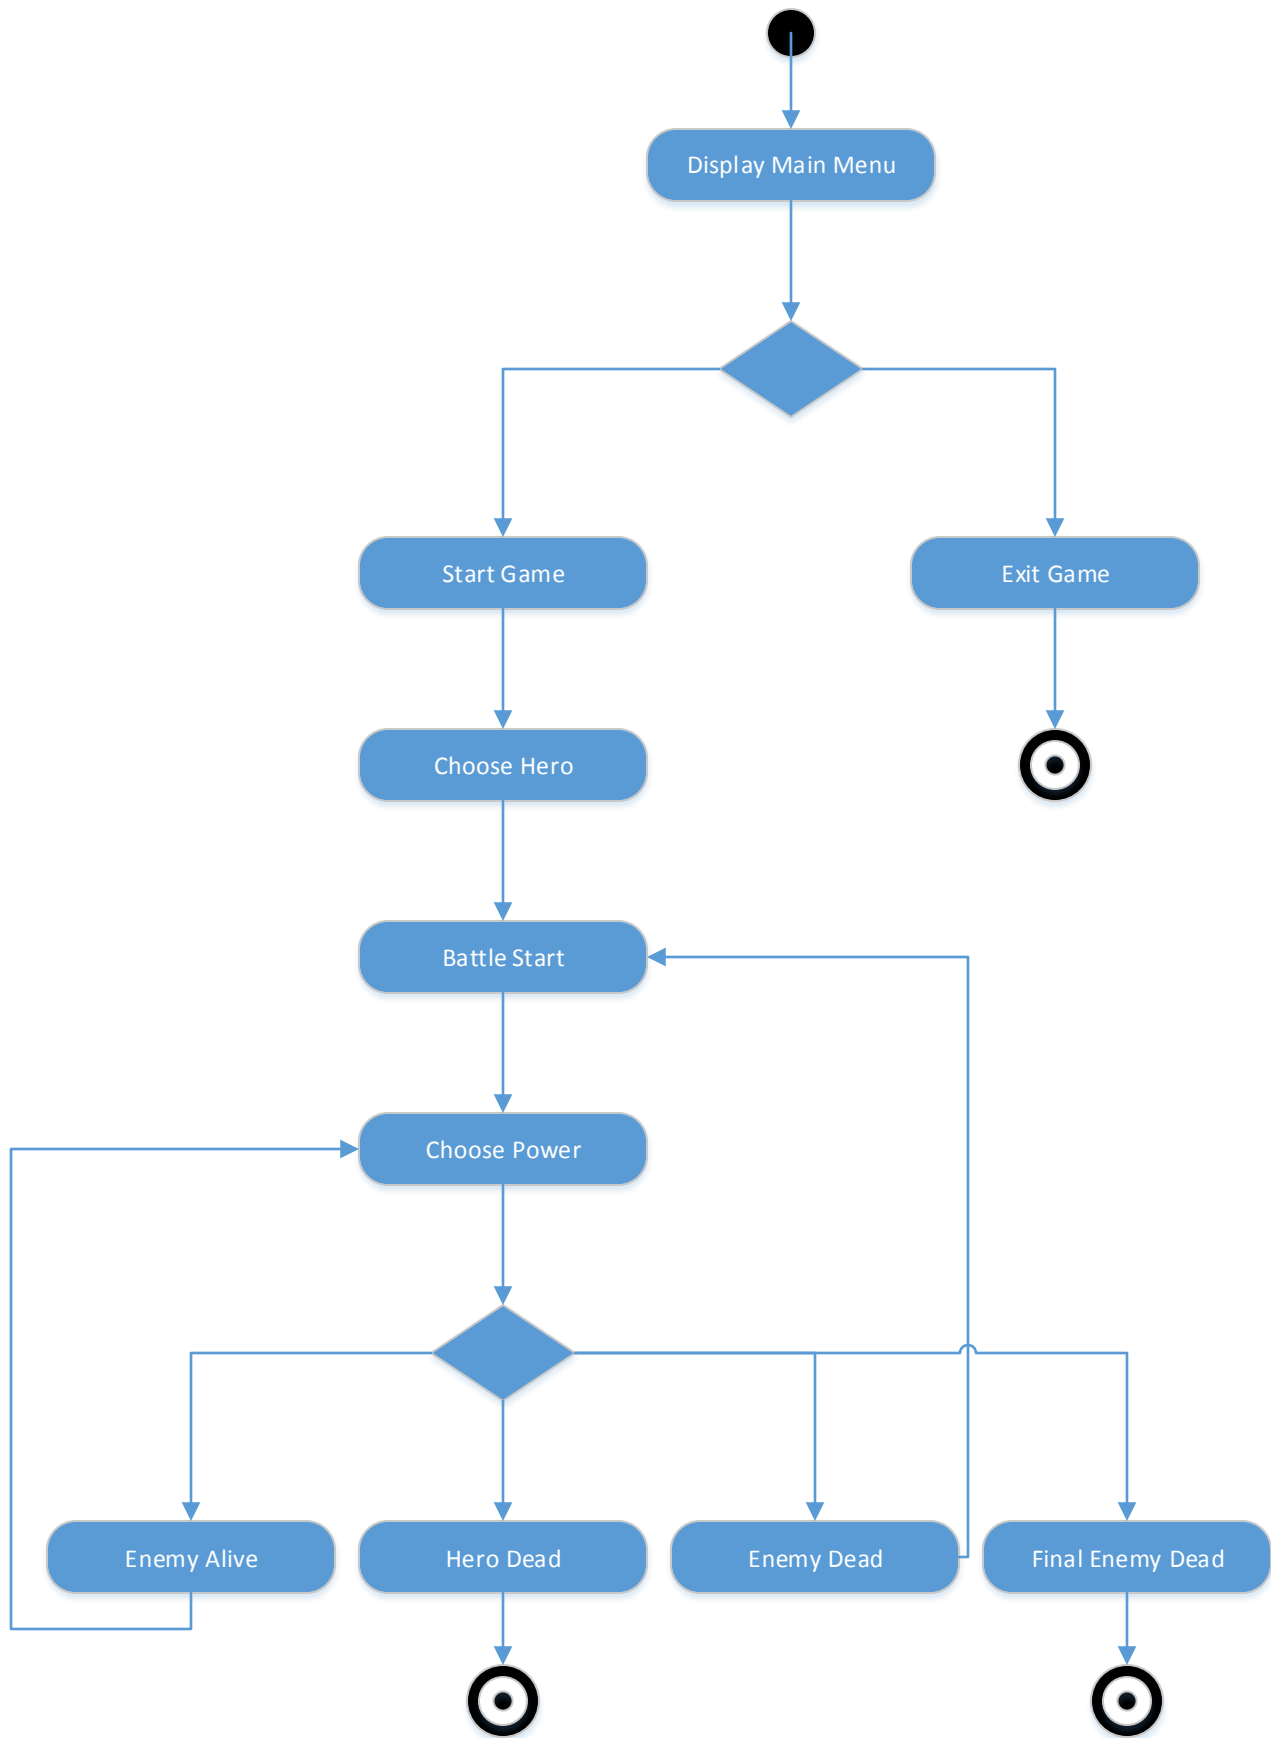 Display Main Menu
Start Game
Exit Game
Choose Hero
Battle Start
Choose Power
Enemy Alive
Hero Dead
Enemy Dead
Final Enemy Dead